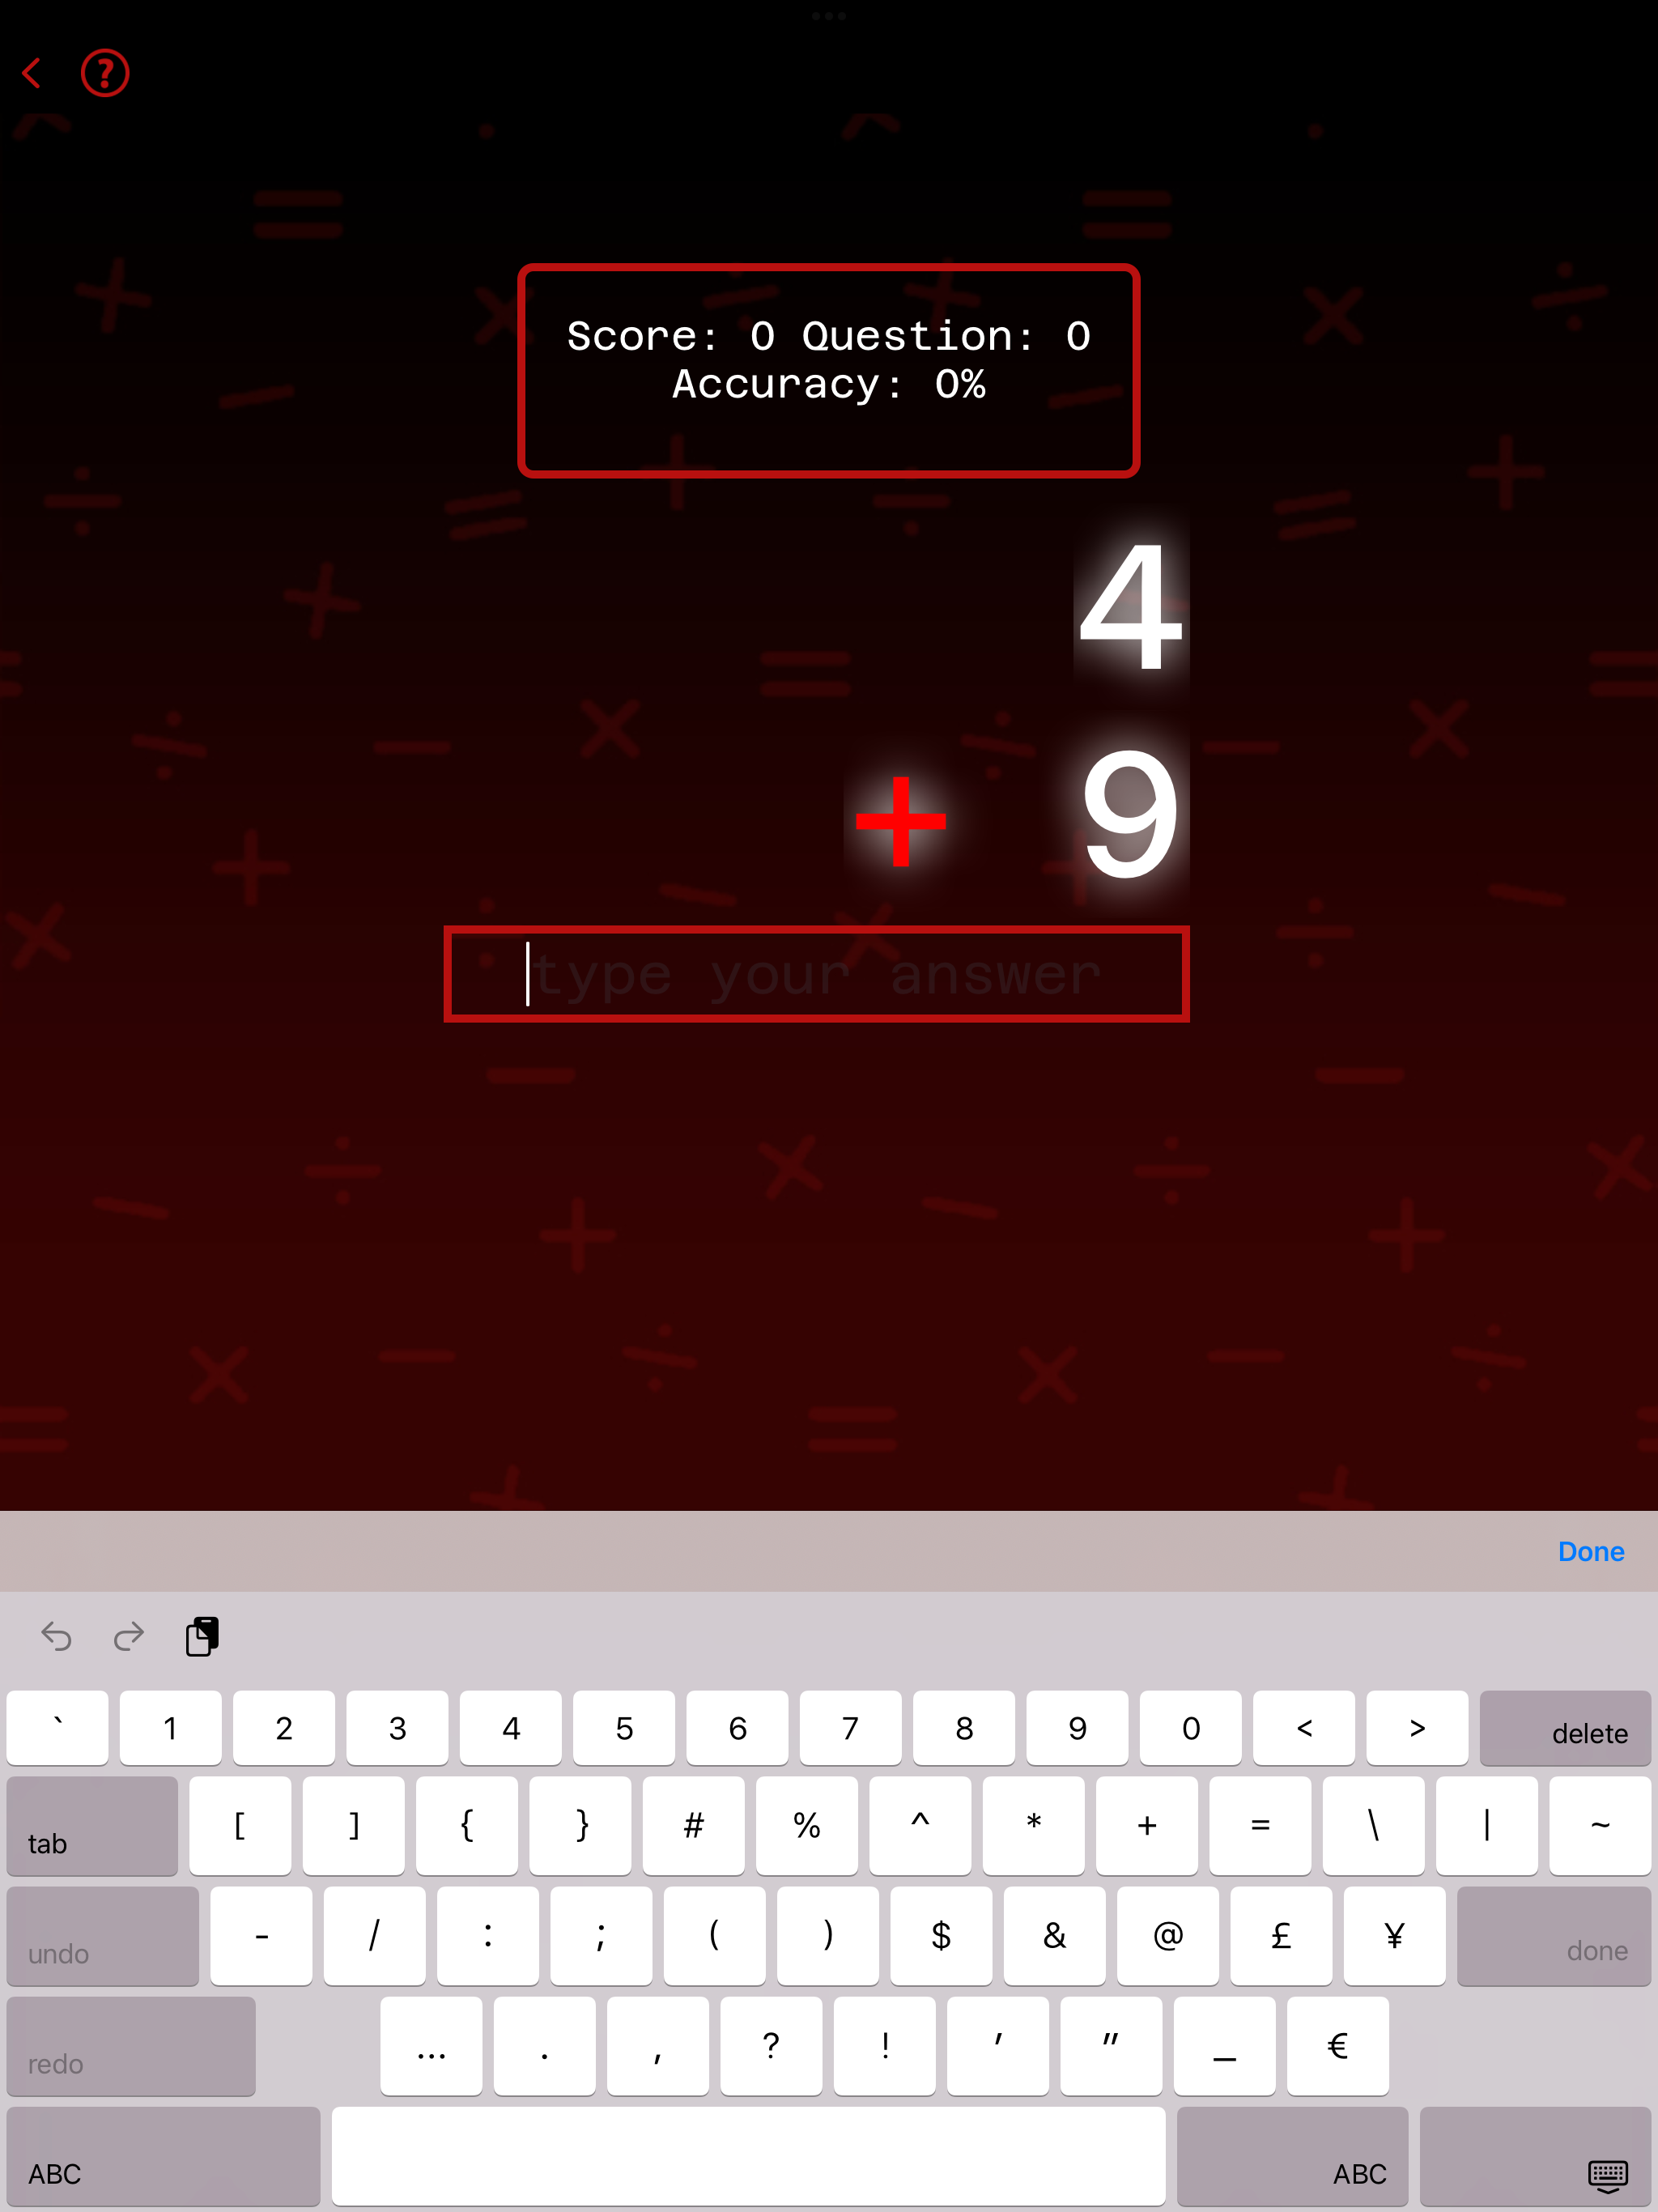 ?
Score: 0 Question: 0
Accuracy: 0%
4
+ 9
type your answer
Done
` 1 2 3 4 5 6 7 8 9 0 < > delete
tab [ ] { } # % ^ * + = \ | ~
undo - / : ; ( ) $ & @ £ ¥ done
redo … . , ? ! ' " _ €
ABC ABC